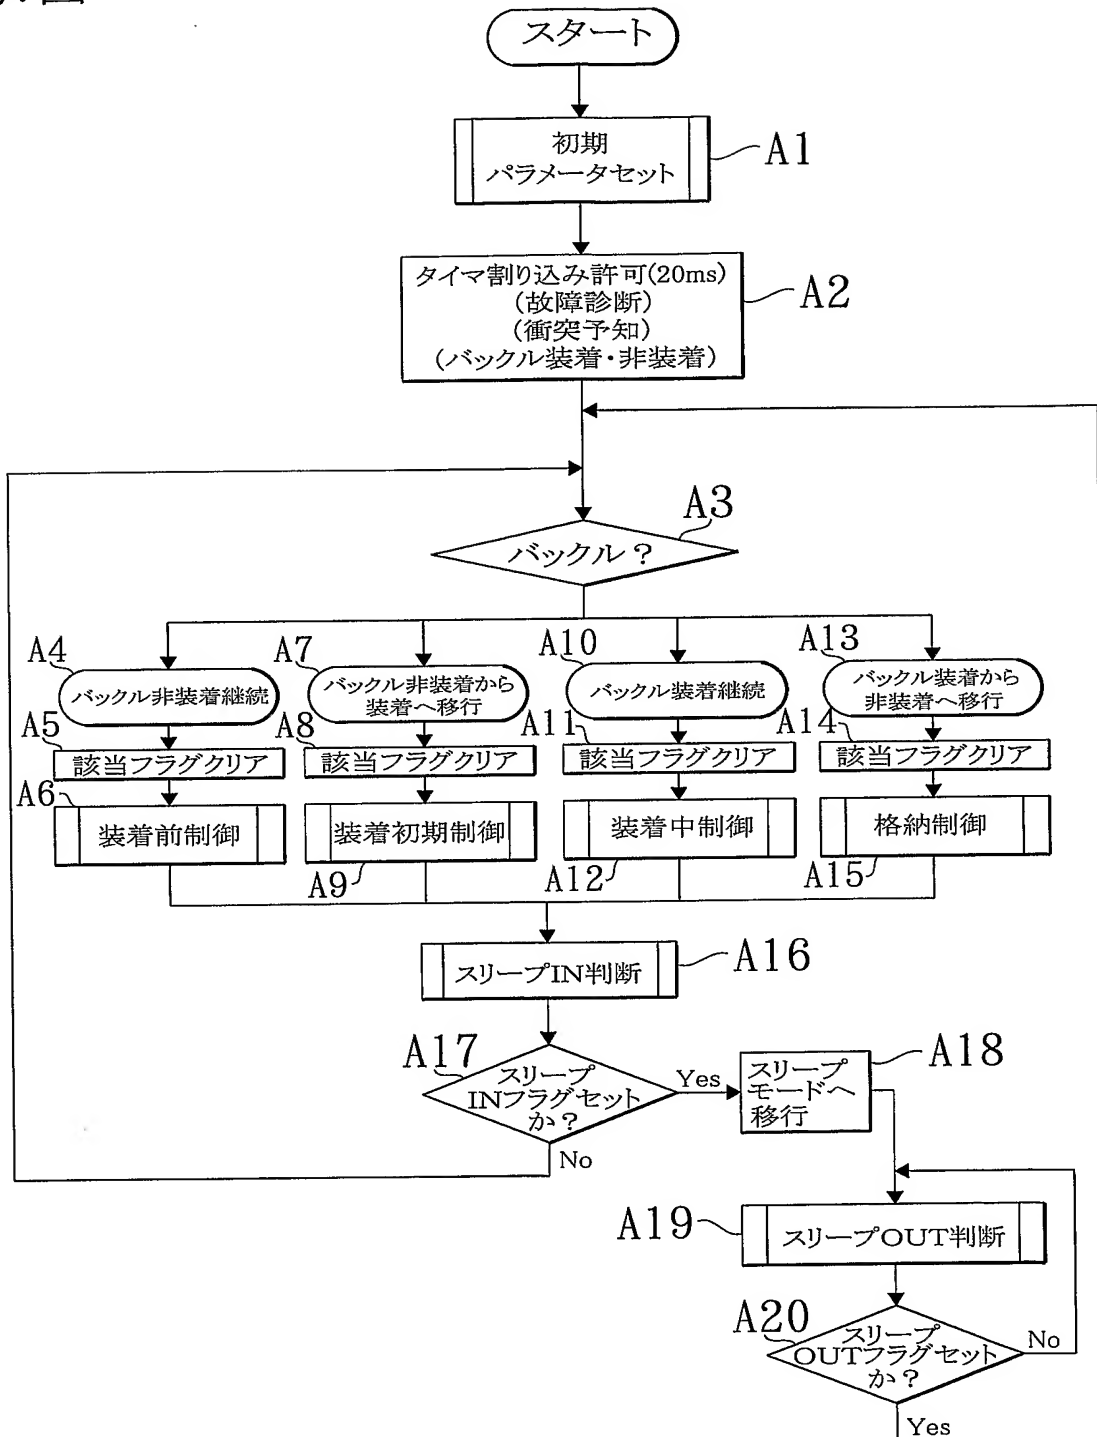 スタート
初期
パラメータセット
A1
タイマ割り込み許可(20ms)
(故障診断)
(衝突予知)
(バックル装着・非装着)
A2
A3
バックル？
A4
バックル非装着継続
A5
該当フラグクリア
A6
装着前制御
A7
バックル非装着から
装着へ移行
A8
該当フラグクリア
装着初期制御
A9
A10
バックル装着継続
A11
該当フラグクリア
装着中制御
A12
A13
バックル装着から
非装着へ移行
A14
該当フラグクリア
格納制御
A15
スリープIN判断
A16
A17
スリープ
INフラグセット
か？
Yes
No
スリープ
モードへ
移行
A18
A19
スリープOUT判断
A20
スリープ
OUTフラグセット
か？
No
Yes